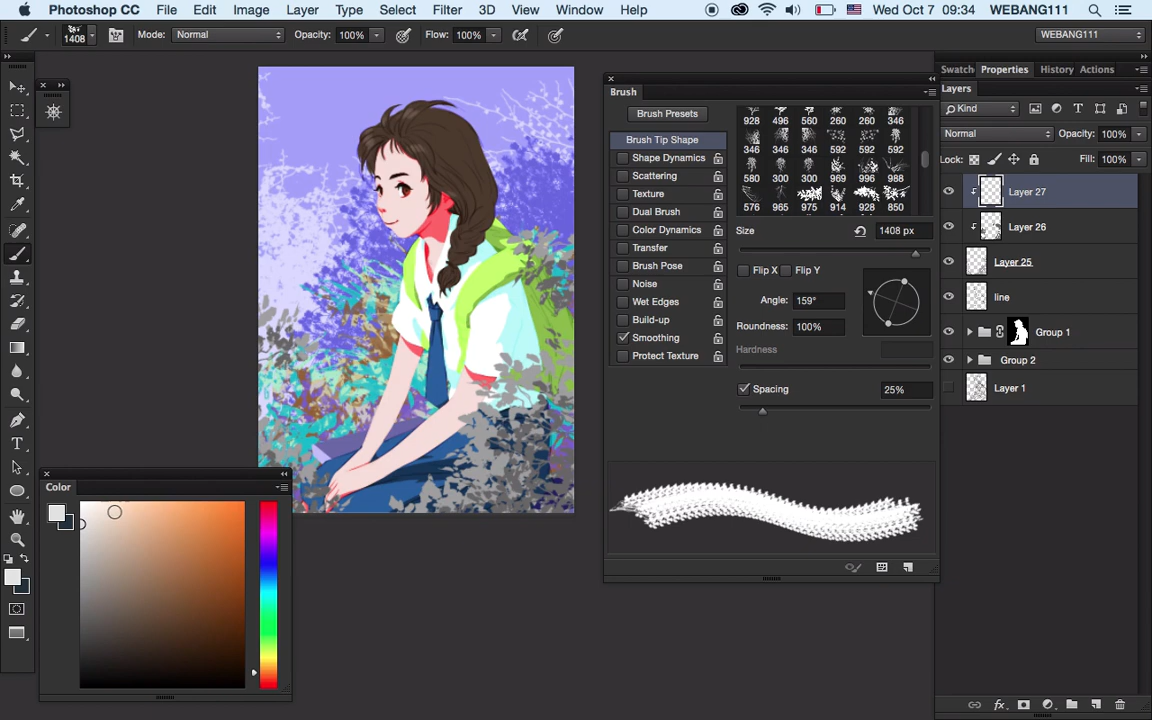 Photoshop CC File Edit Image Layer Type Select Filter 3D View Window Help Wed Oct 7 09:34 WEBANG111
1408 Mode: Normal Opacity: 100% Flow: 100% WEBANG111
Brush
Brush Presets
Brush Tip Shape
Shape Dynamics
Scattering
Texture
Dual Brush
Color Dynamics
Transfer
Brush Pose
Noise
Wet Edges
Build-up
Smoothing
Protect Texture
928 496 560 260 260 346
346 346 346 592 592 592
580 300 300 969 996 988
576 965 975 914 928 850
Size 1408 px
Flip X Flip Y
Angle: 159°
Roundness: 100%
Hardness
Spacing 25%
Swatch Properties History Actions
Layers
Kind
Normal Opacity: 100%
Lock: Fill: 100%
Layer 27
Layer 26
Layer 25
line
Group 1
Group 2
Layer 1
fx
Color
T